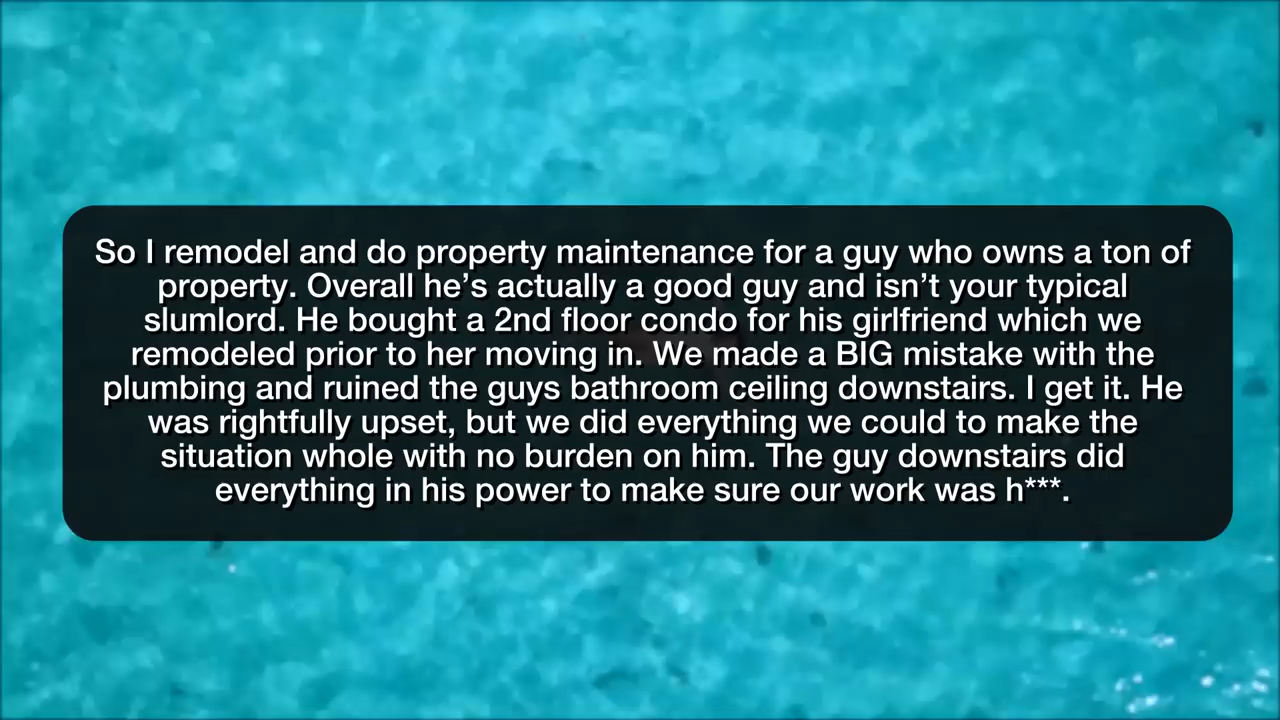 So I remodel and do property maintenance for a guy who owns a ton of
property. Overall he’s actually a good guy and isn’t your typical
slumlord. He bought a 2nd floor condo for his girlfriend which we
remodeled prior to her moving in. We made a BIG mistake with the
plumbing and ruined the guys bathroom ceiling downstairs. I get it. He
was rightfully upset, but we did everything we could to make the
situation whole with no burden on him. The guy downstairs did
everything in his power to make sure our work was h***.